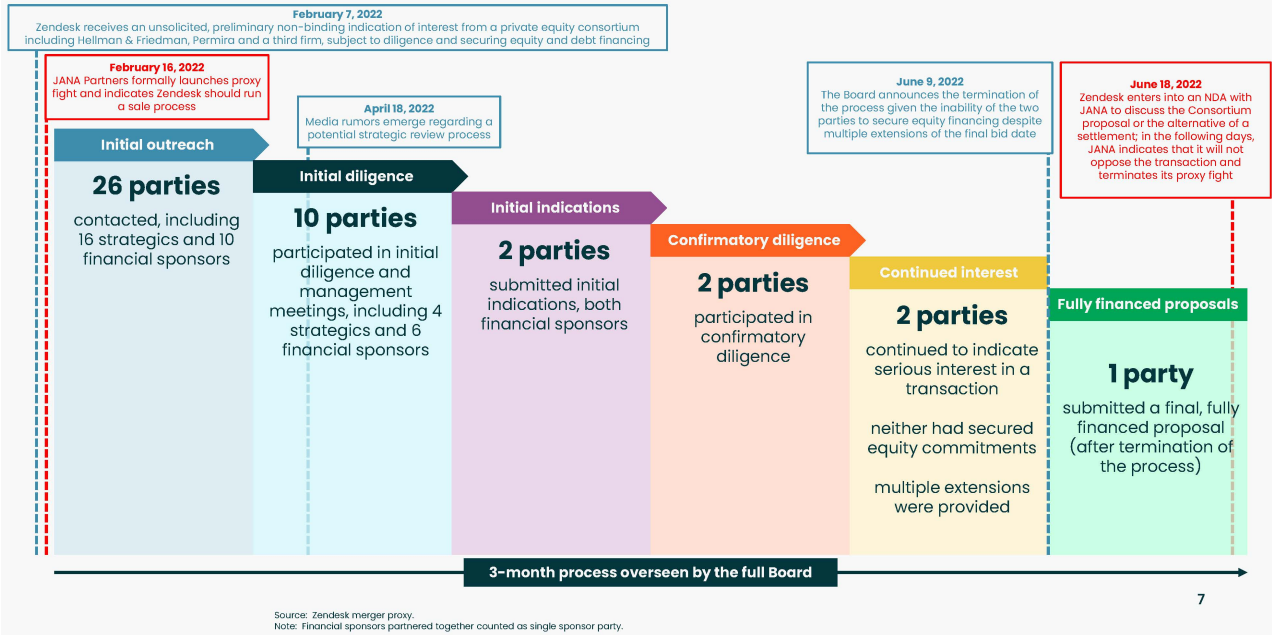 February 7, 2022
Zendesk receives an unsolicited, preliminary non-binding indication of interest from a private equity consortium
including Hellman & Friedman, Permira and a third firm, subject to diligence and securing equity and debt financing
February 16, 2022
JANA Partners formally launches proxy
fight and indicates Zendesk should run
a sale process
April 18, 2022
Media rumors emerge regarding a
potential strategic review process
June 9, 2022
The Board announces the termination of
the process given the inability of the two
parties to secure equity financing despite
multiple extensions of the final bid date
June 18, 2022
Zendesk enters into an NDA with
JANA to discuss the Consortium
proposal or the alternative of a
settlement; in the following days,
JANA indicates that it will not
oppose the transaction and
terminates its proxy fight
Initial outreach
26 parties
contacted, including
16 strategics and 10
financial sponsors
Initial diligence
10 parties
participated in initial
diligence and
management
meetings, including 4
strategics and 6
financial sponsors
Initial indications
2 parties
submitted initial
indications, both
financial sponsors
Confirmatory diligence
2 parties
participated in
confirmatory
diligence
Continued interest
2 parties
continued to indicate
serious interest in a
transaction
neither had secured
equity commitments
multiple extensions
were provided
Fully financed proposals
1 party
submitted a final, fully
financed proposal
(after termination of
the process)
3-month process overseen by the full Board
7
Source: Zendesk merger proxy.
Note: Financial sponsors partnered together counted as single sponsor party.